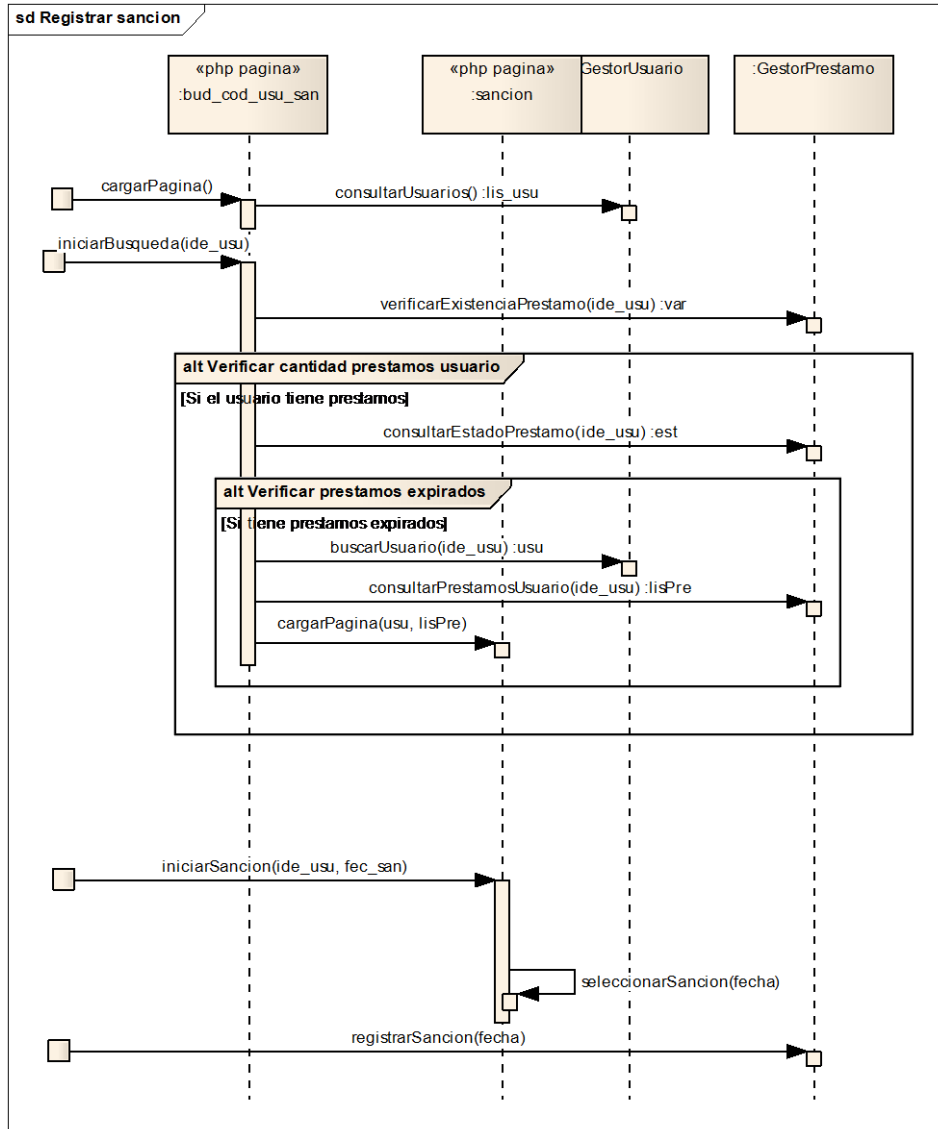 sd Registrar sancion
«php pagina»
:bud_cod_usu_san
«php pagina»
:sancion
GestorUsuario
:GestorPrestamo
cargarPagina()
consultarUsuarios() :lis_usu
iniciarBusqueda(ide_usu)
verificarExistenciaPrestamo(ide_usu) :var
alt Verificar cantidad prestamos usuario
[Si el usuario tiene prestamos]
consultarEstadoPrestamo(ide_usu) :est
alt Verificar prestamos expirados
[Si tiene prestamos expirados]
buscarUsuario(ide_usu) :usu
consultarPrestamosUsuario(ide_usu) :lisPre
cargarPagina(usu, lisPre)
iniciarSancion(ide_usu, fec_san)
seleccionarSancion(fecha)
registrarSancion(fecha)